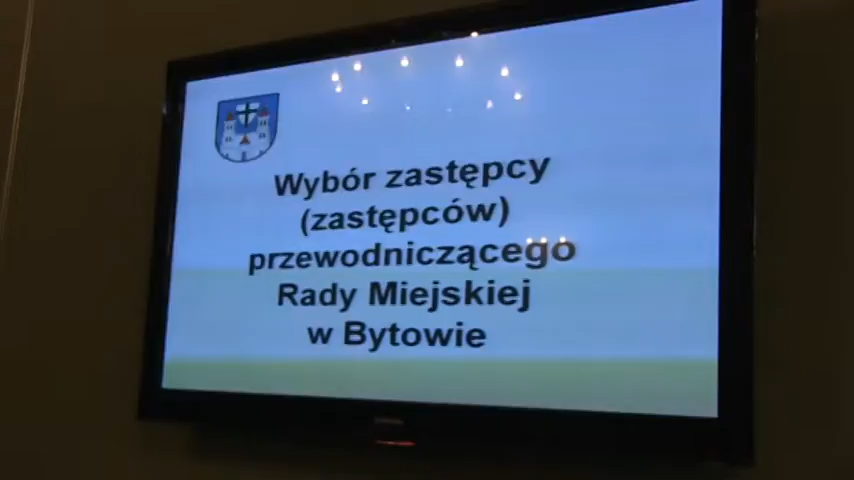 Wybór zastępcy
(zastępców)
przewodniczącego
Rady Miejskiej
w Bytowie